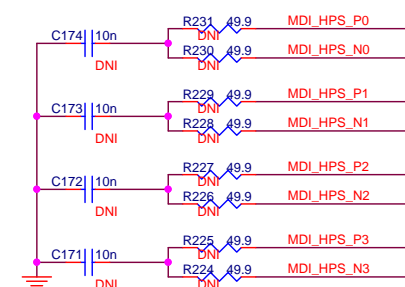 R231 49.9 MDI_HPS_P0
C174 10n DNI
R230 49.9 MDI_HPS_N0
DNI DNI
R229 49.9 MDI_HPS_P1
C173 10n DNI
R228 49.9 MDI_HPS_N1
DNI DNI
R227 49.9 MDI_HPS_P2
C172 10n DNI
R226 49.9 MDI_HPS_N2
DNI DNI
R225 49.9 MDI_HPS_P3
C171 10n DNI
R224 49.9 MDI_HPS_N3
DNI DNI